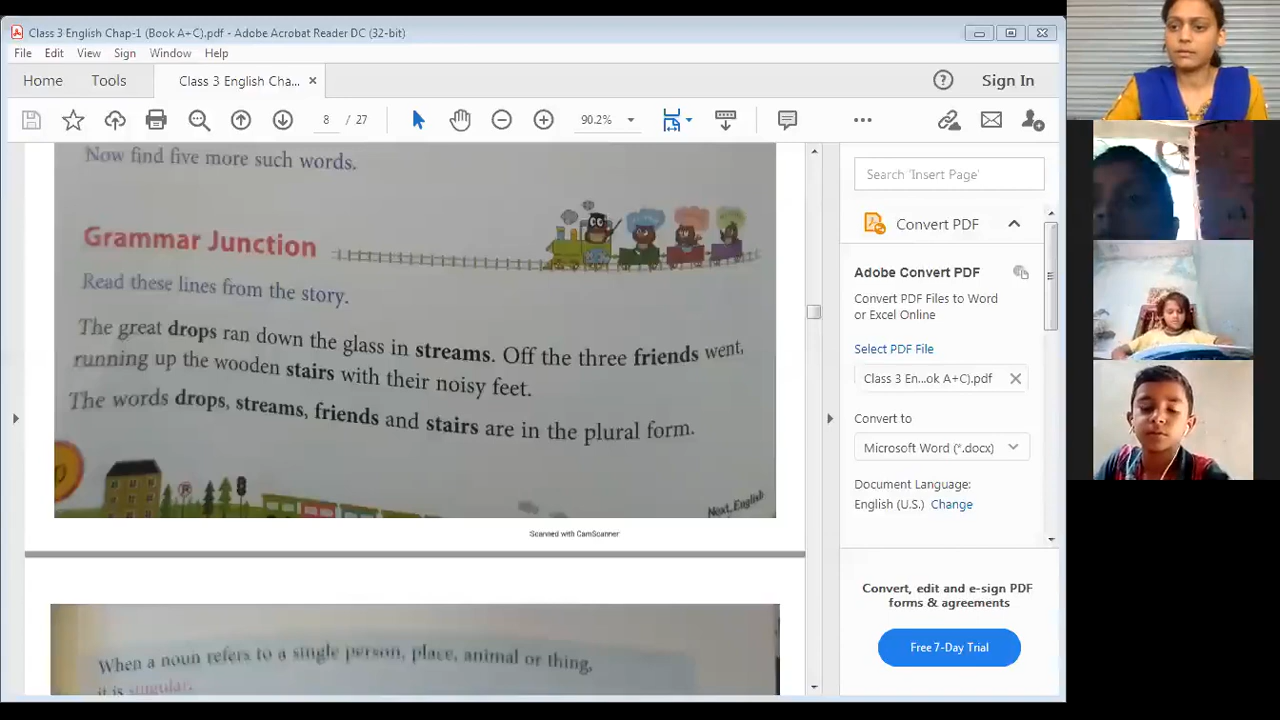 Class 3 English Chap-1 (Book A+C).pdf - Adobe Acrobat Reader DC (32-bit)
File Edit View Sign Window Help
Home Tools Class 3 English Cha... × Sign In
8 / 27 90.2%
Now find five more such words.
Grammar Junction
Read these lines from the story.
The great drops ran down the glass in streams. Off the three friends went,
running up the wooden stairs with their noisy feet.
The words drops, streams, friends and stairs are in the plural form.
Next, English
Scanned with CamScanner
When a noun refers to a single person, place, animal or thing,
it is singular.
Search 'Insert Page'
Convert PDF
Adobe Convert PDF
Convert PDF Files to Word
or Excel Online
Select PDF File
Class 3 En...ok A+C).pdf
Convert to
Microsoft Word (*.docx)
Document Language:
English (U.S.) Change
Convert, edit and e-sign PDF
forms & agreements
Free 7-Day Trial